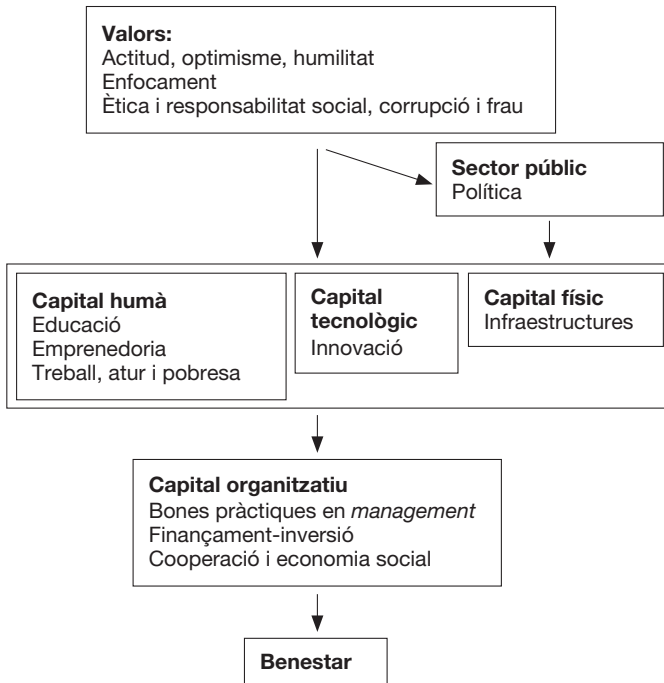 Valors:
Actitud, optimisme, humilitat
Enfocament
Ètica i responsabilitat social, corrupció i frau
Sector públic
Política
Capital humà
Educació
Emprenedoria
Treball, atur i pobresa
Capital
tecnològic
Innovació
Capital físic
Infraestructures
Capital organitzatiu
Bones pràctiques en management
Finançament-inversió
Cooperació i economia social
Benestar